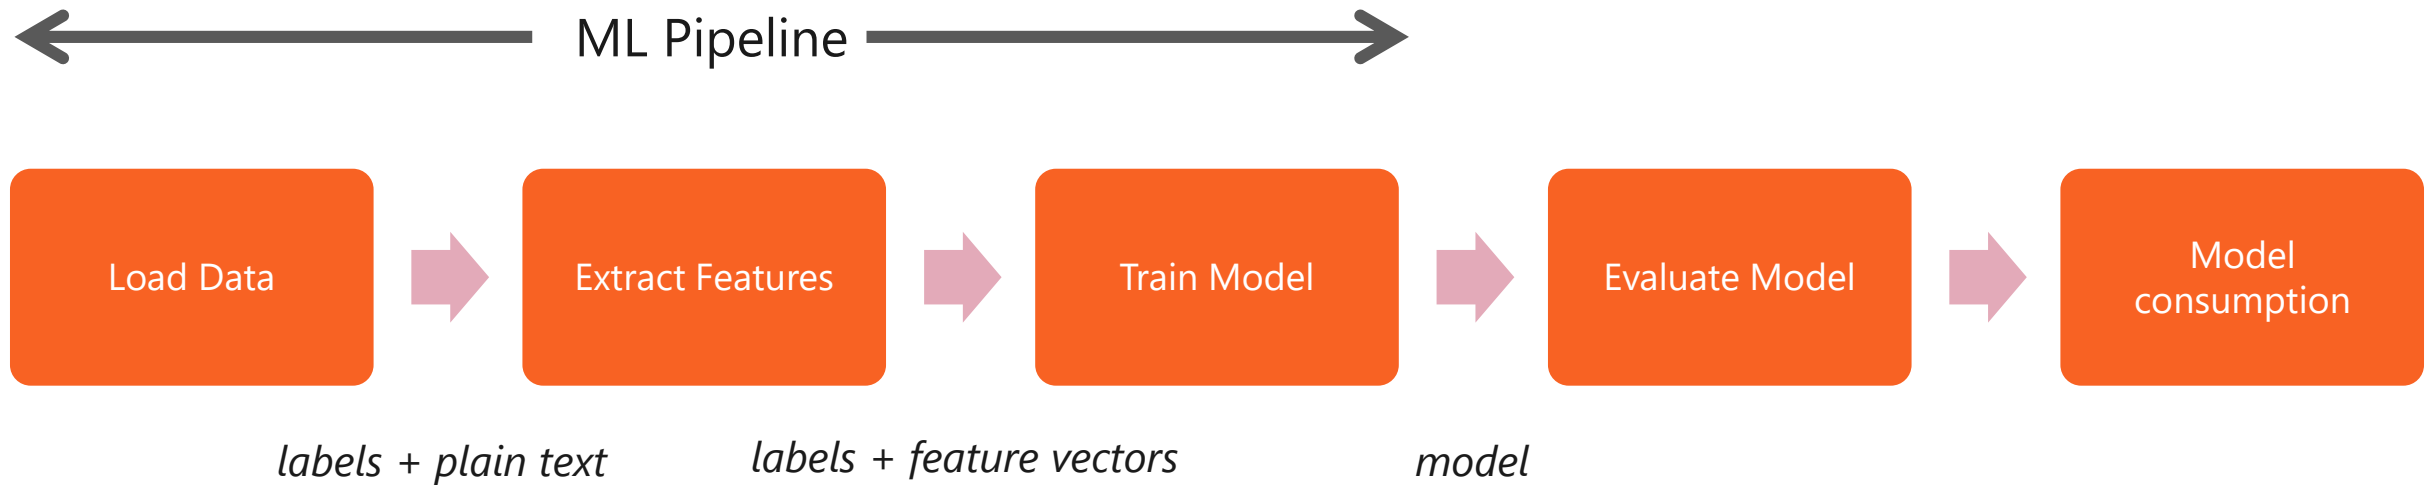 ML Pipeline
Load Data
Extract Features
Train Model
Evaluate Model
Model
consumption
labels + plain text
labels + feature vectors
model